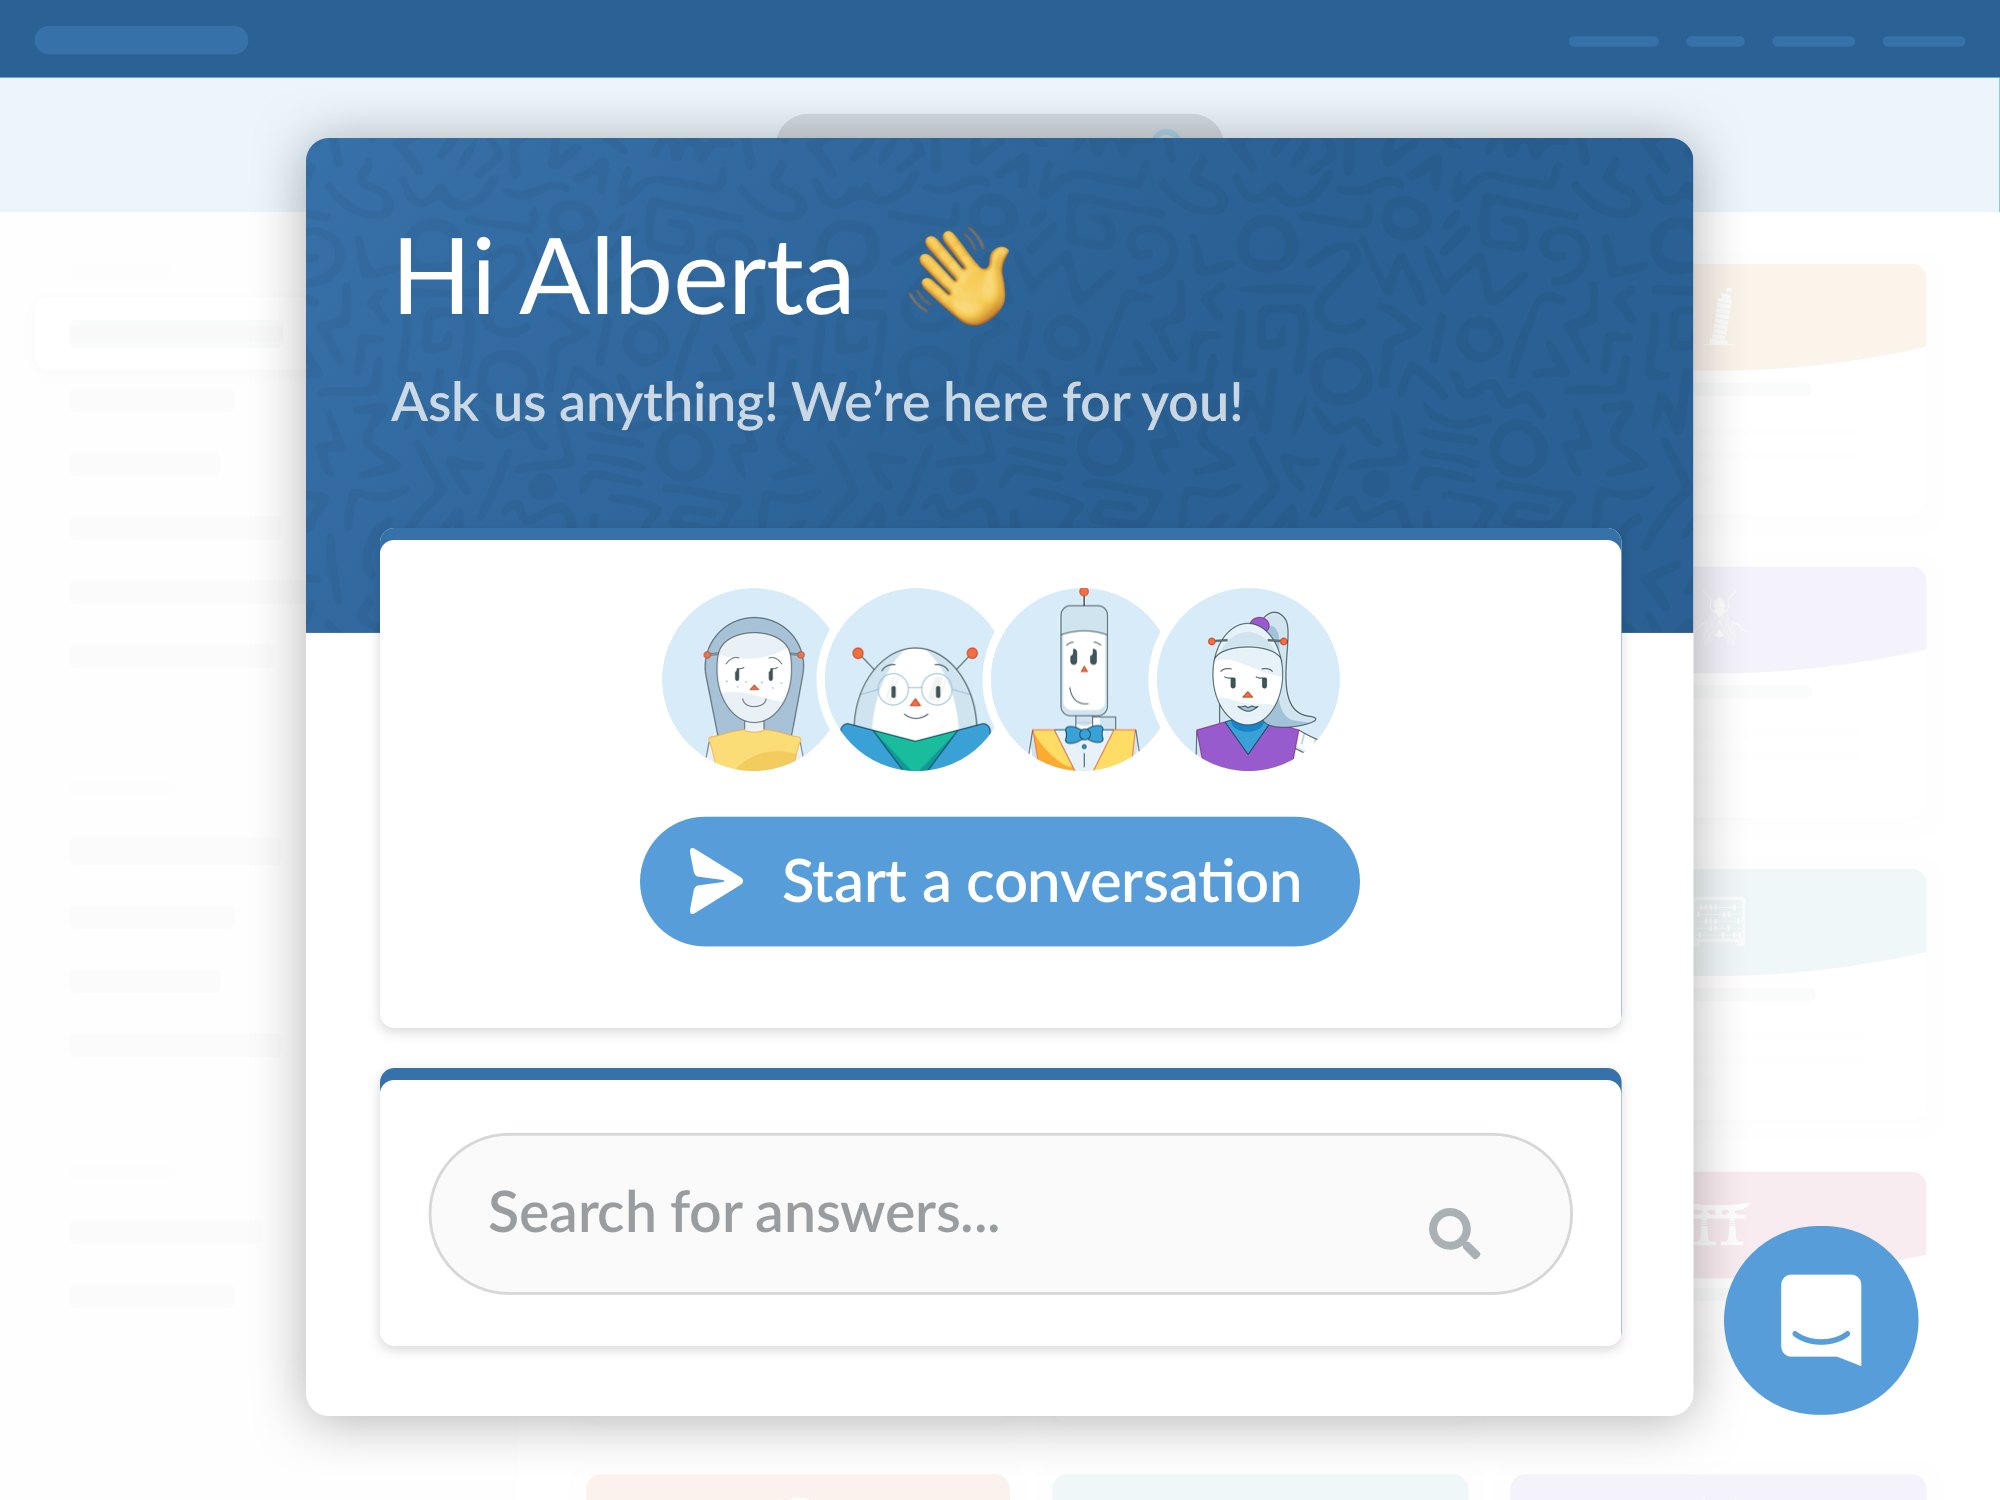 Hi Alberta 👋
Ask us anything! We’re here for you!
Start a conversation
Search for answers...